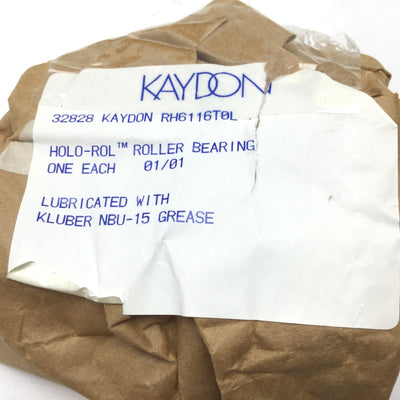 KAYDON
32828 KAYDON RH6116T0L
HOLO-ROL™ ROLLER BEARING
ONE EACH 01/01
LUBRICATED WITH
KLUBER NBU-15 GREASE